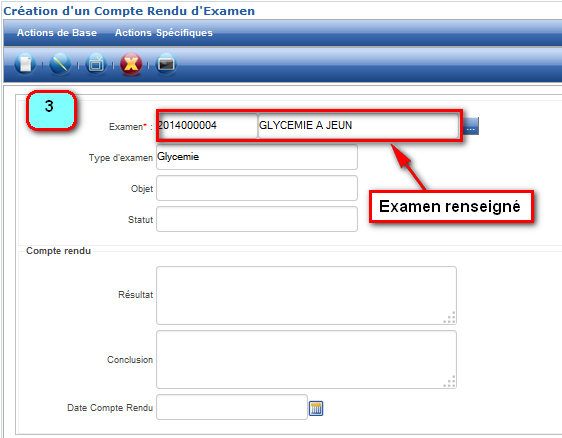 Création d'un Compte Rendu d'Examen
Actions de Base Actions Spécifiques
3
Examen* : 2014000004 GLYCEMIE A JEUN ...
Type d'examen Glycemie
Examen renseigné
Objet
Statut
Compte rendu
Résultat
Conclusion
Date Compte Rendu